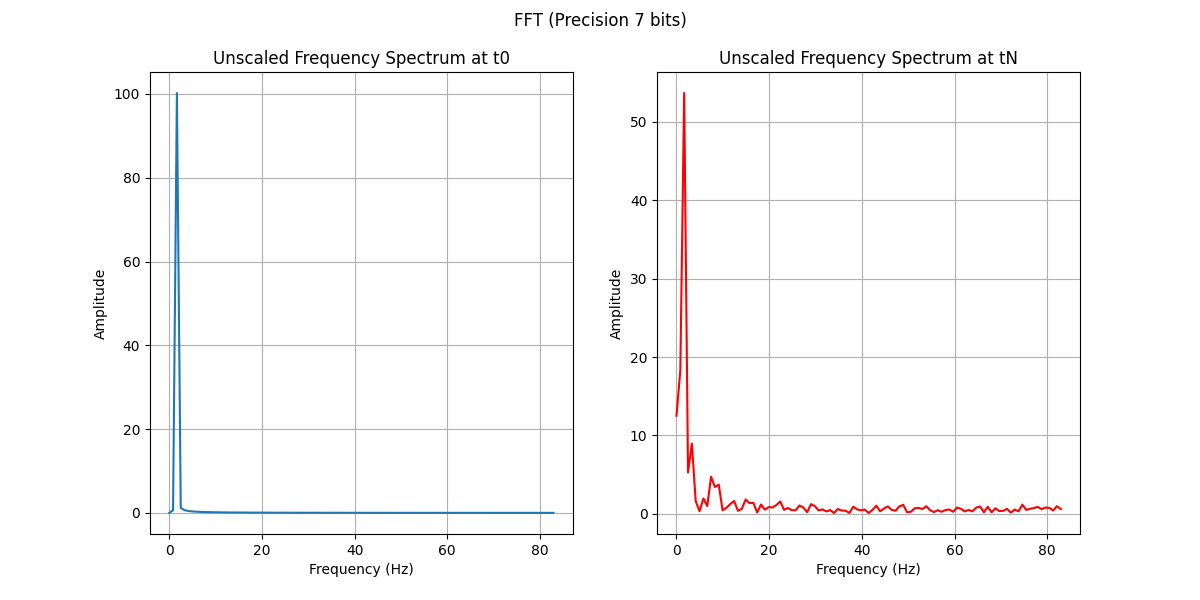 FFT (Precision 7 bits)
Unscaled Frequency Spectrum at t0
Amplitude
100
80
60
40
20
0
0 20 40 60 80
Frequency (Hz)
Unscaled Frequency Spectrum at tN
Amplitude
50
40
30
20
10
0
0 20 40 60 80
Frequency (Hz)